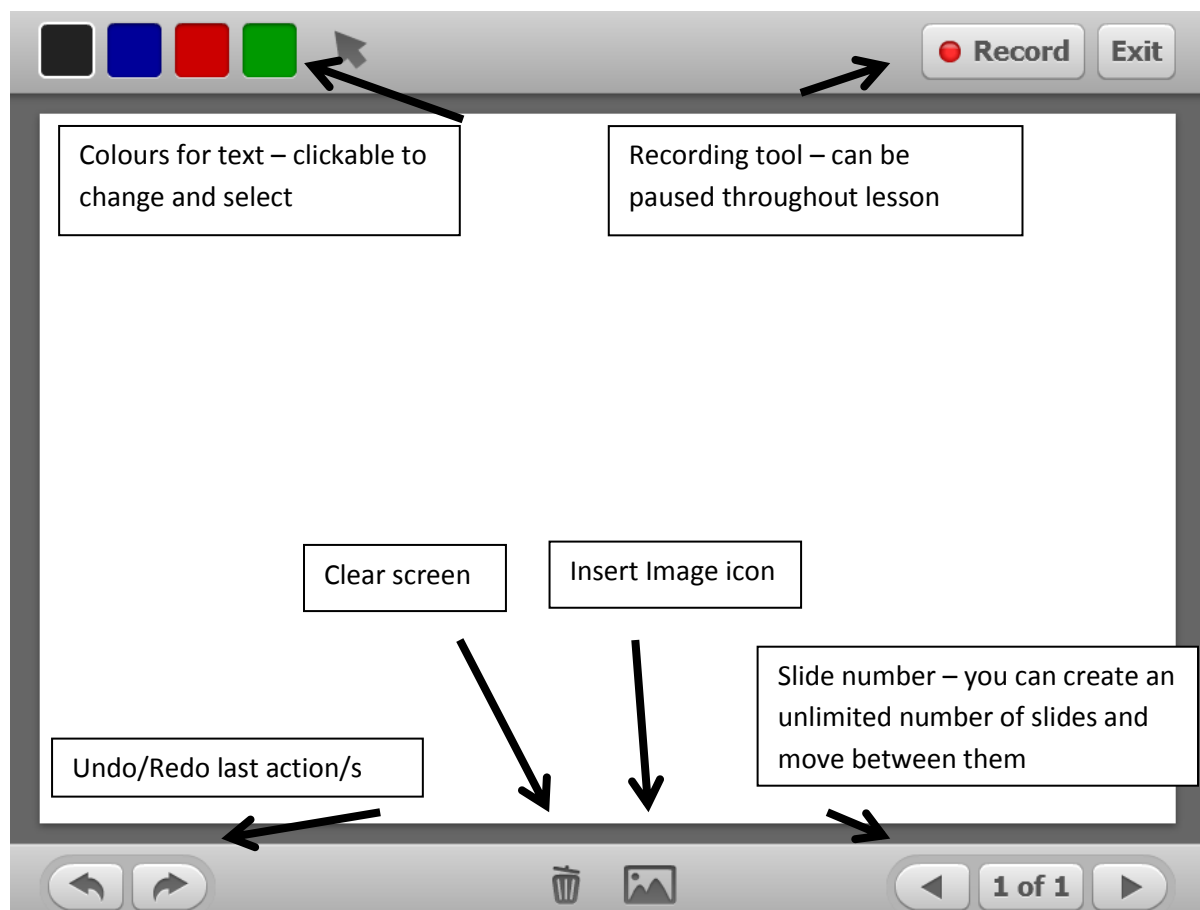 Record
Exit
Colours for text – clickable to
change and select
Recording tool – can be
paused throughout lesson
Clear screen
Insert Image icon
Slide number – you can create an
unlimited number of slides and
move between them
Undo/Redo last action/s
1 of 1